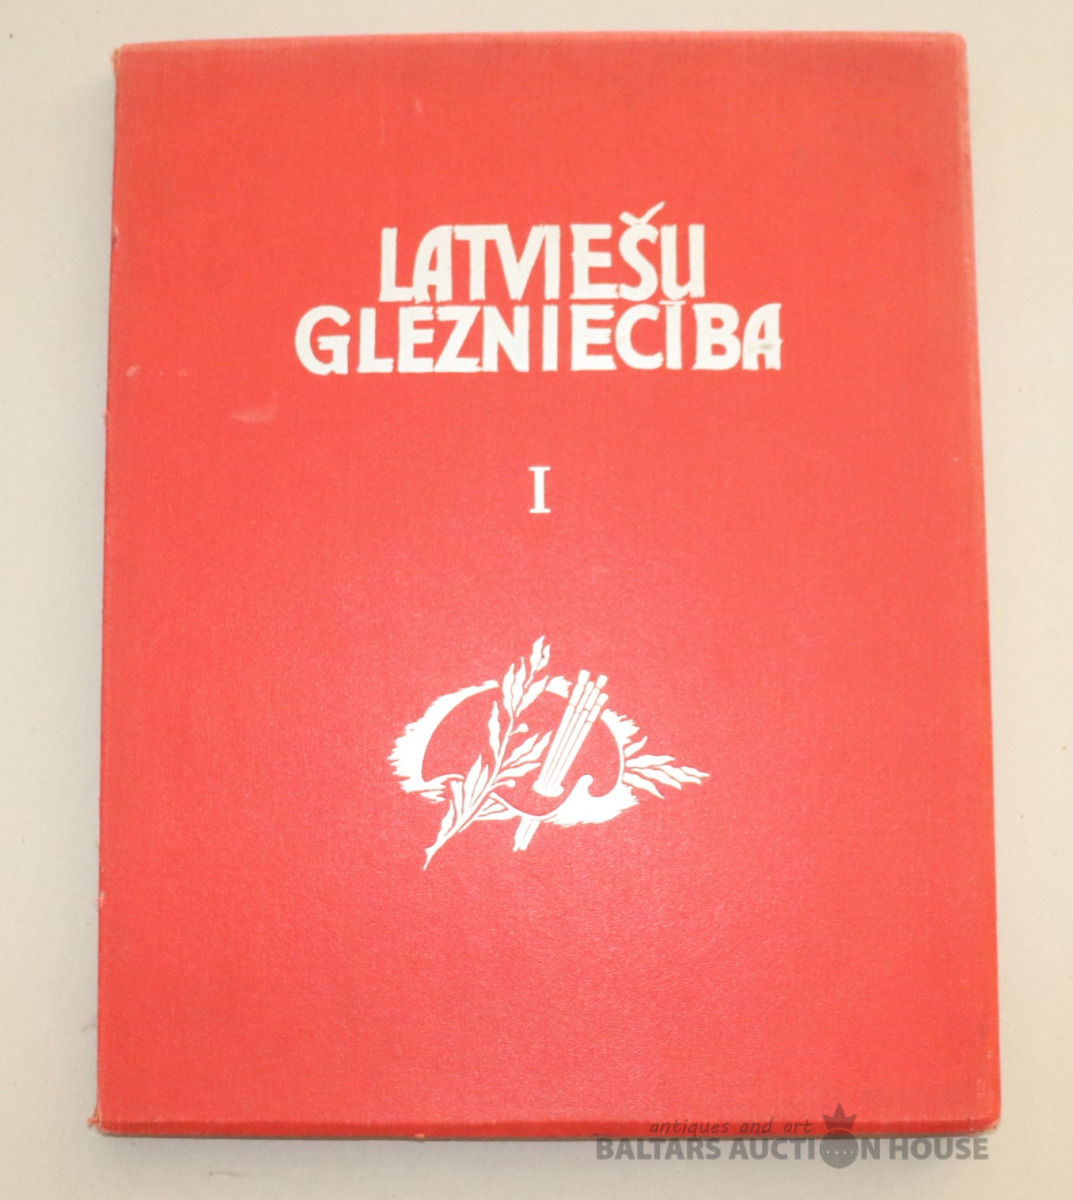 LATVIEŠU
GLEZNIECĪBA
I
antiques and art
BALTARS AUCTION HOUSE